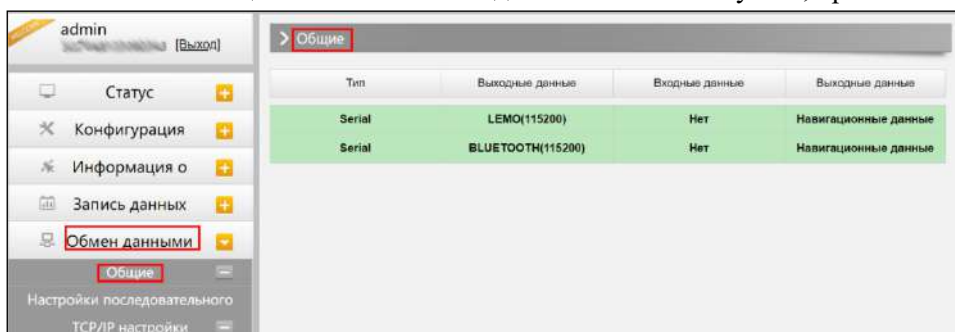 admin
[Выход]
Статус
Конфигурация
Информация о
Запись данных
Обмен данными
Общие
Настройки последовательного
TCP/IP настройки
Общие
Тип Выходные данные Входные данные Выходные данные
Serial LEMO(115200) Нет Навигационные данные
Serial BLUETOOTH(115200) Нет Навигационные данные